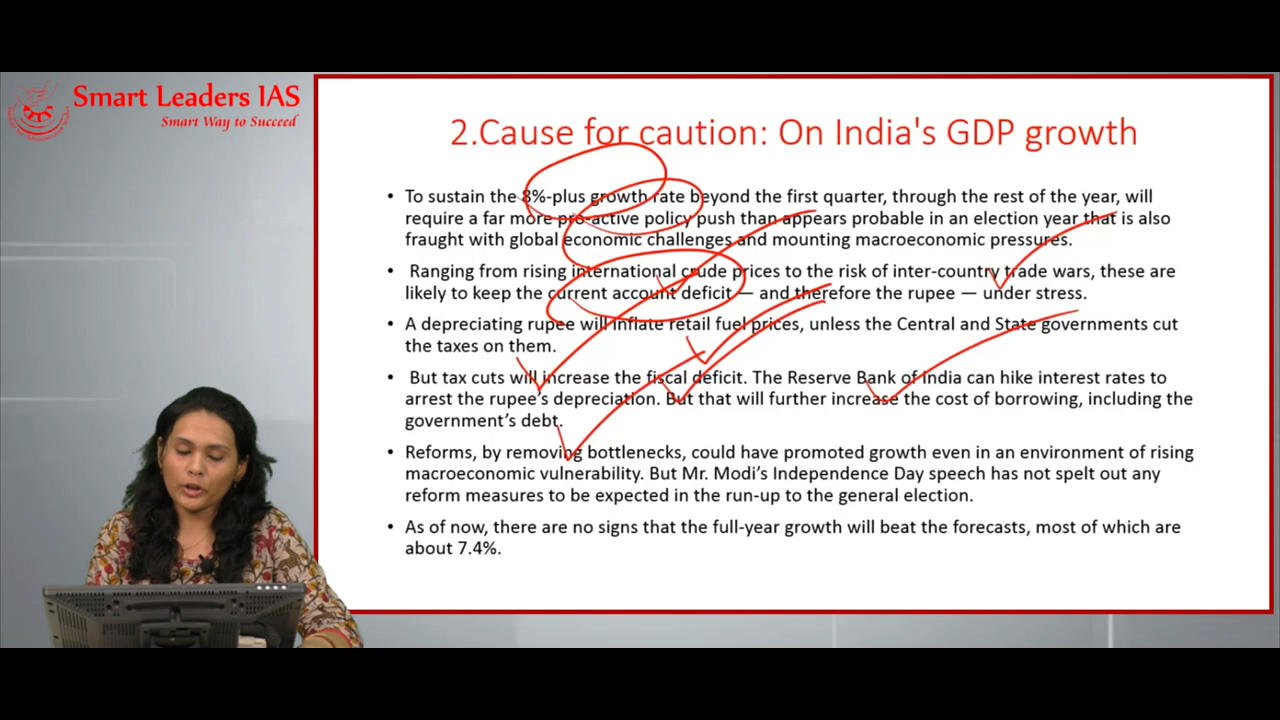 Smart Leaders IAS
Smart Way to Succeed
2.Cause for caution: On India's GDP growth
• To sustain the 8%-plus growth rate beyond the first quarter, through the rest of the year, will
require a far more pro-active policy push than appears probable in an election year that is also
fraught with global economic challenges and mounting macroeconomic pressures.
• Ranging from rising international crude prices to the risk of inter-country trade wars, these are
likely to keep the current account deficit — and therefore the rupee — under stress.
• A depreciating rupee will inflate retail fuel prices, unless the Central and State governments cut
the taxes on them.
• But tax cuts will increase the fiscal deficit. The Reserve Bank of India can hike interest rates to
arrest the rupee’s depreciation. But that will further increase the cost of borrowing, including the
government’s debt.
• Reforms, by removing bottlenecks, could have promoted growth even in an environment of rising
macroeconomic vulnerability. But Mr. Modi’s Independence Day speech has not spelt out any
reform measures to be expected in the run-up to the general election.
• As of now, there are no signs that the full-year growth will beat the forecasts, most of which are
about 7.4%.